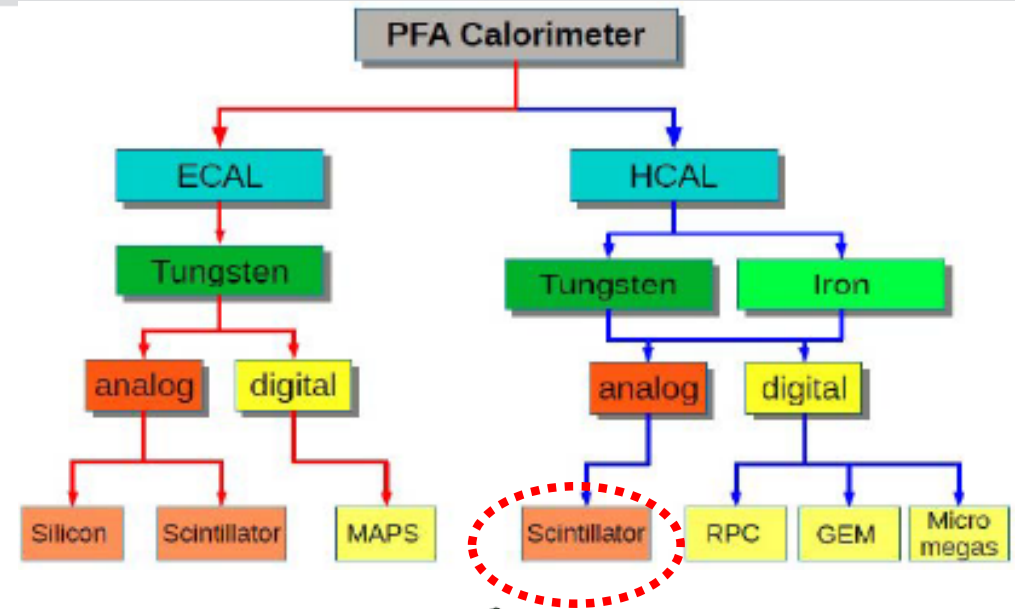 PFA Calorimeter
ECAL
HCAL
Tungsten
Tungsten
Iron
analog
digital
analog
digital
Silicon
Scintillator
MAPS
Scintillator
RPC
GEM
Micro
megas